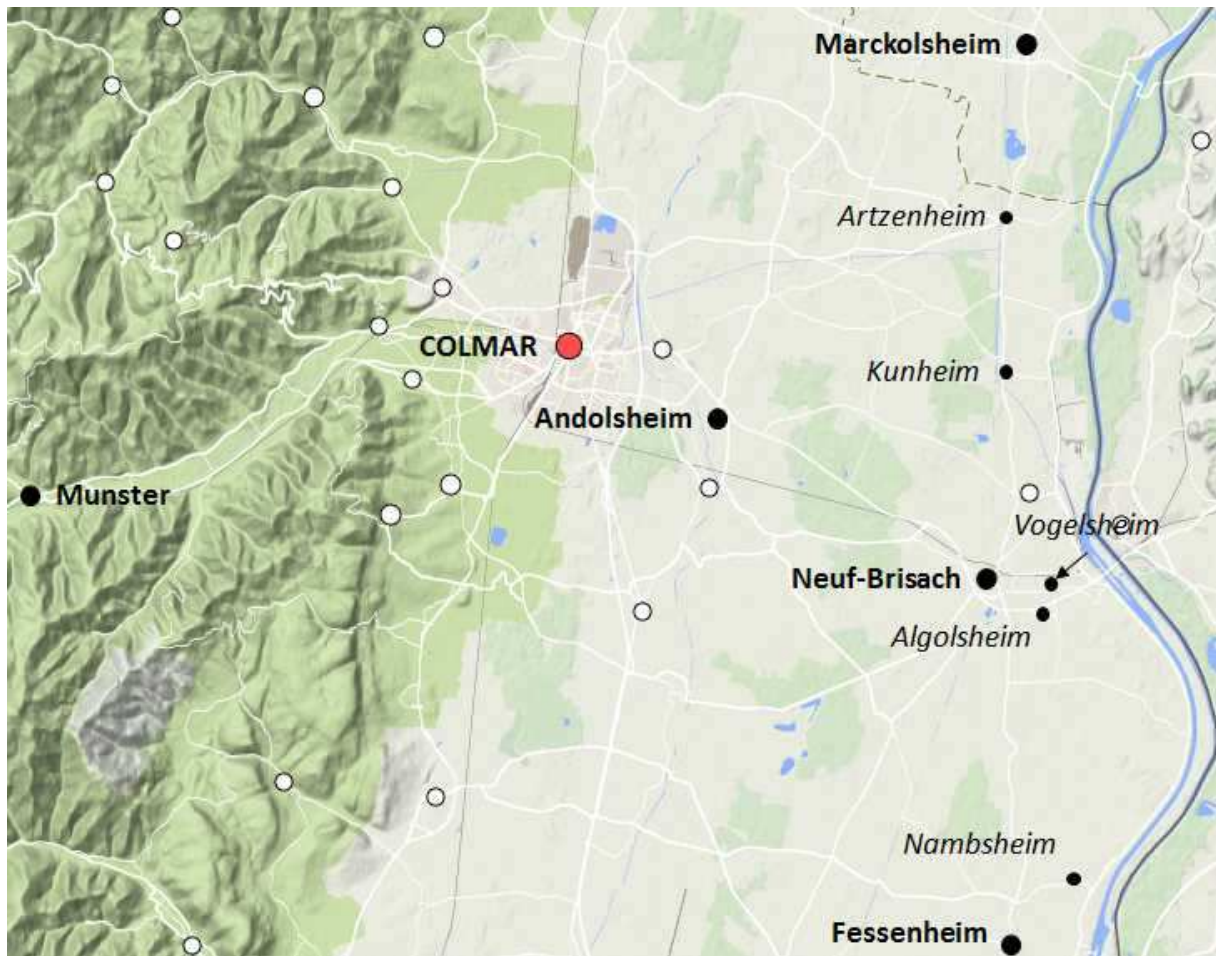 Marckolsheim
Artzenheim
COLMAR
Kunheim
Andolsheim
Munster
Vogelsheim
Neuf-Brisach
Algolsheim
Nambsheim
Fessenheim